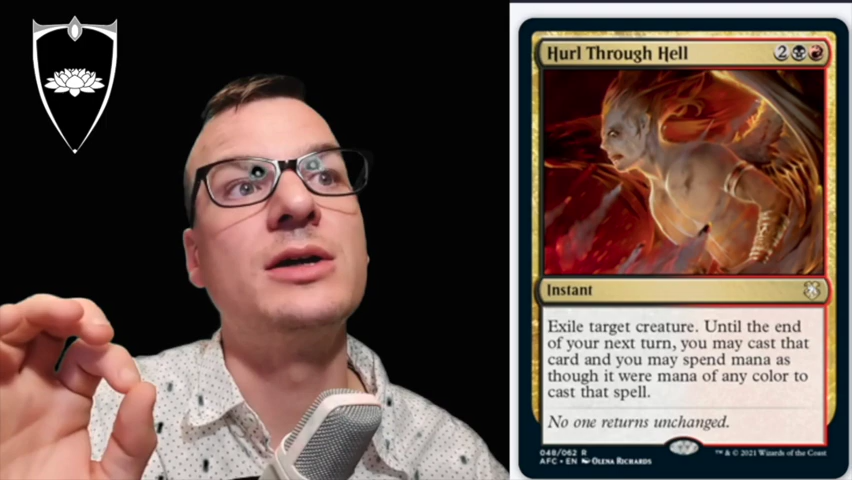 Hurl Through Hell 2
Instant
Exile target creature. Until the end
of your next turn, you may cast that
card and you may spend mana as
though it were mana of any color to
cast that spell.
No one returns unchanged.
048/062 R
AFC • EN Olena Richards ™ & © 2021 Wizards of the Coast